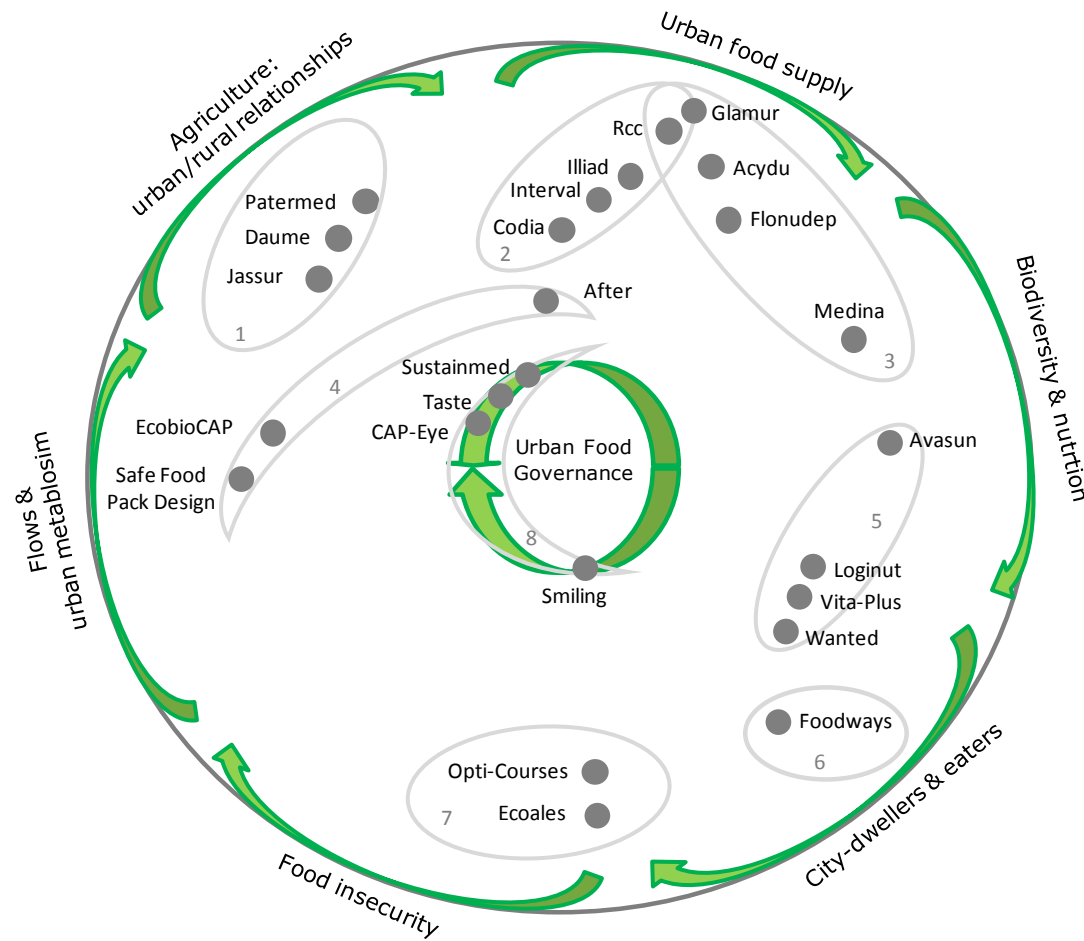 Urban food supply
Agriculture:
urban/rural relationships
Glamur
Rcc
Illiad
Acydu
Interval
Patermed
Codia
Flonudep
Daume
2
Jassur
After
Medina
1
3
Sustainmed
4
Taste
EcobioCAP
CAP-Eye
Urban Food
Governance
Avasun
Biodiversity & nutrtion
Safe Food
Pack Design
5
8
Flows &
urban metablosim
Loginut
Smiling
Vita-Plus
Wanted
Foodways
6
Opti-Courses
Ecoales
7
City-dwellers & eaters
Food insecurity